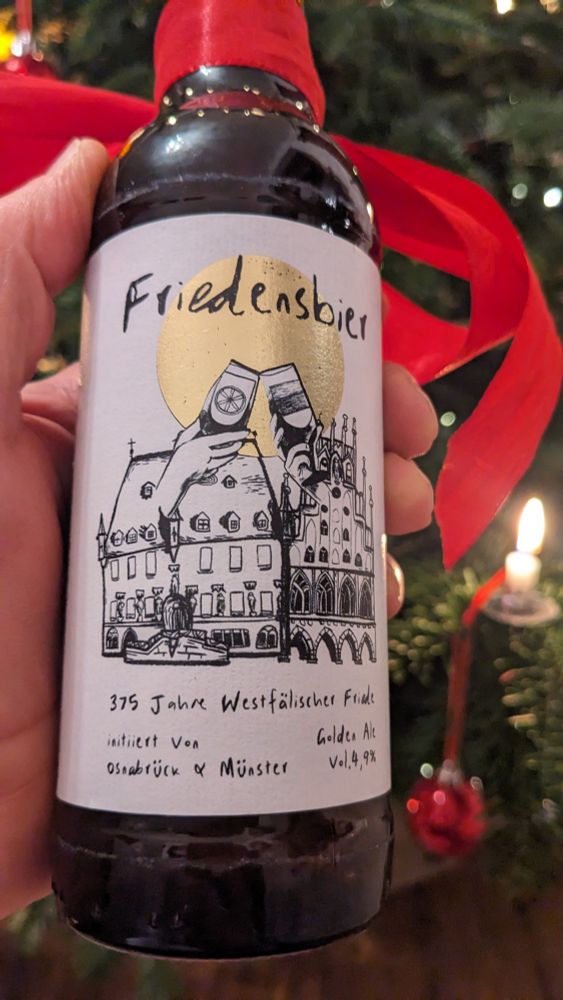 Friedensbier
375 Jahre Westfälischer Friede
initiiert von
Osnabrück & Münster
Golden Ale
Vol. 4,9%